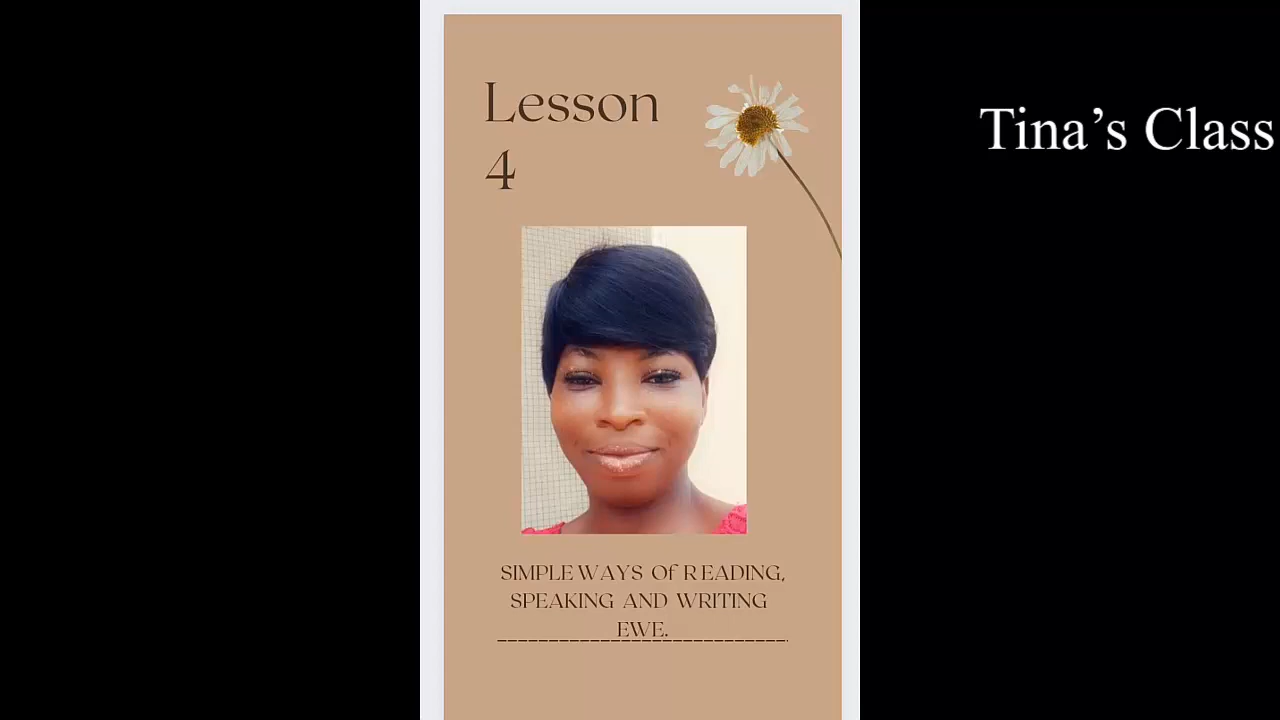 Lesson
4
Tina's Class
SIMPLE WAYS Of READING,
SPEAKING AND WRITING
EWE.